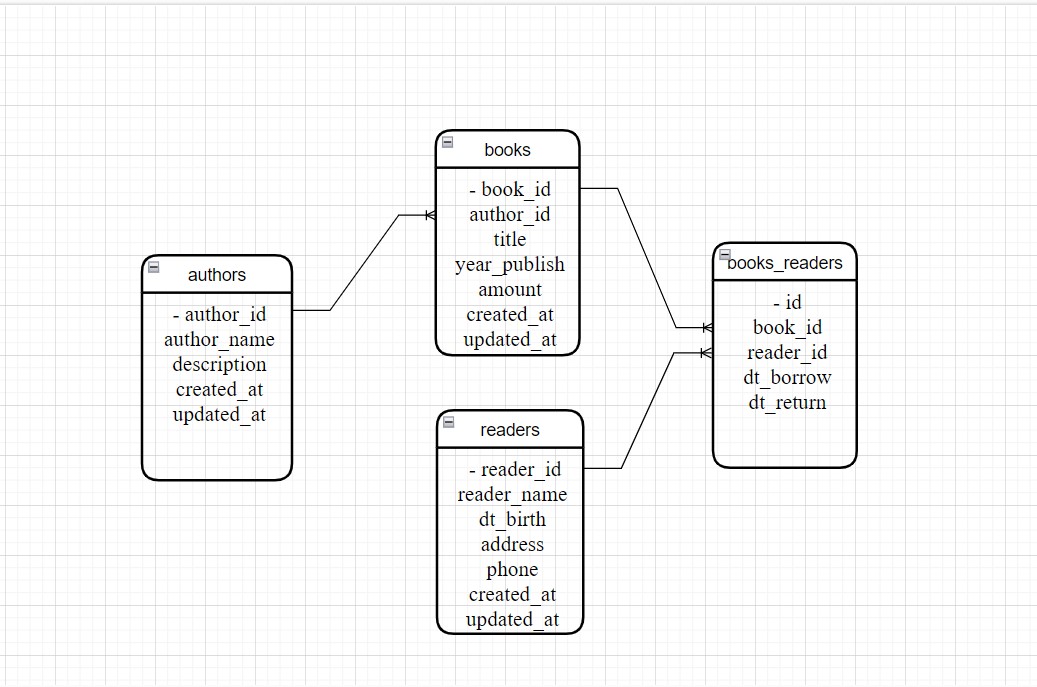 authors
- author_id
author_name
description
created_at
updated_at
books
- book_id
author_id
title
year_publish
amount
created_at
updated_at
readers
- reader_id
reader_name
dt_birth
address
phone
created_at
updated_at
books_readers
- id
book_id
reader_id
dt_borrow
dt_return